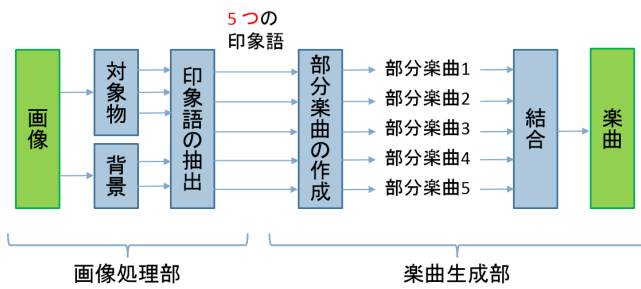 5つの
印象語
画像
対象物
背景
印象語の抽出
部分楽曲の作成
部分楽曲1
部分楽曲2
部分楽曲3
部分楽曲4
部分楽曲5
結合
楽曲
画像処理部
楽曲生成部